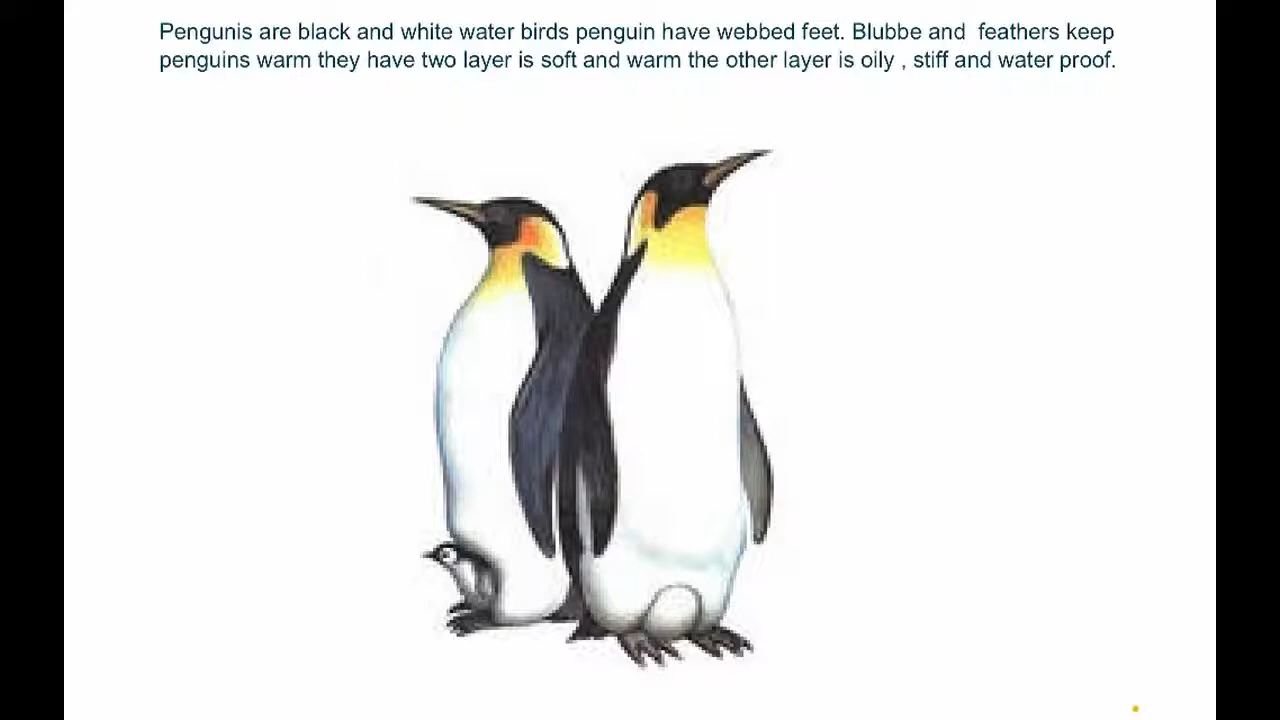 Pengunis are black and white water birds penguin have webbed feet. Blubbe and  feathers keep
penguins warm they have two layer is soft and warm the other layer is oily , stiff and water proof.